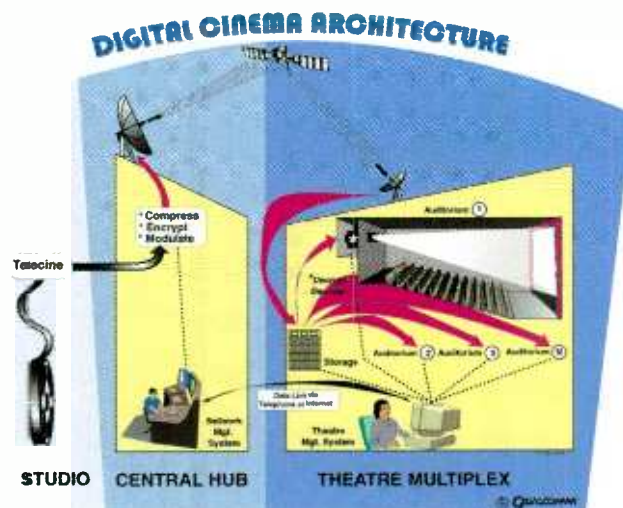 DIGITAL CINEMA ARCHITECTURE
* Compress
* Encrypt
* Modulate
Telecine
Auditorium 1
Storage
Auditorium 2
Auditorium 3
Auditorium N
Data Link via
Telephone or Internet
Network
Mgt.
System
Theatre
Mgt. System
STUDIO
CENTRAL HUB
THEATRE MULTIPLEX
QUALCOMM